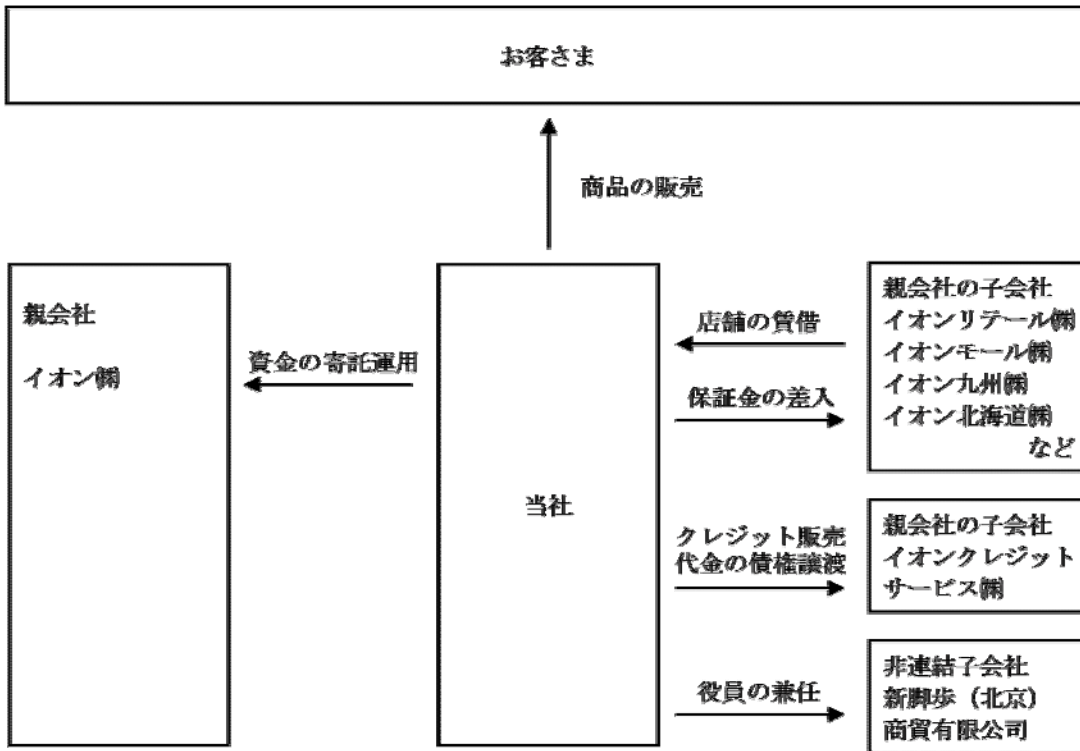 お客さま
商品の販売
親会社
イオン㈱
資金の寄託運用
当社
店舗の賃借
保証金の差入
クレジット販売
代金の債権譲渡
役員の兼任
親会社の子会社
イオンリテール㈱
イオンモール㈱
イオン九州㈱
イオン北海道㈱
など
親会社の子会社
イオンクレジット
サービス㈱
非連結子会社
新脚歩（北京）
商貿有限公司